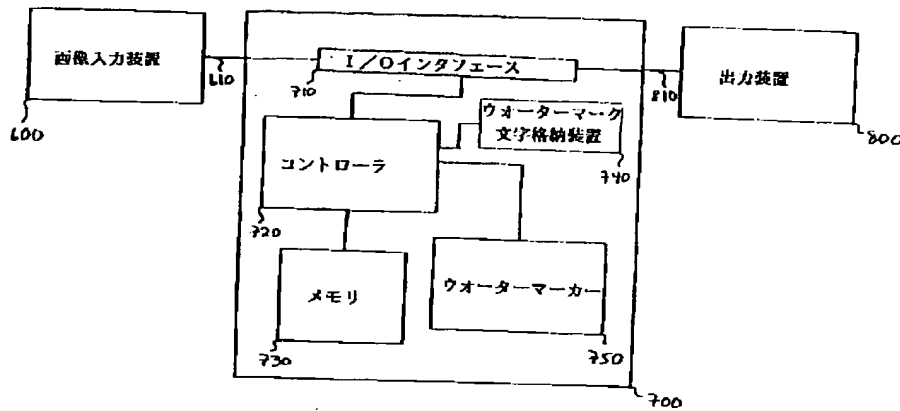 画像入力装置
610
600
I/Oインタフェース
710
810
出力装置
800
ウォーターマーク
文字格納装置
740
コントローラ
720
メモリ
730
ウォーターマーカー
750
700